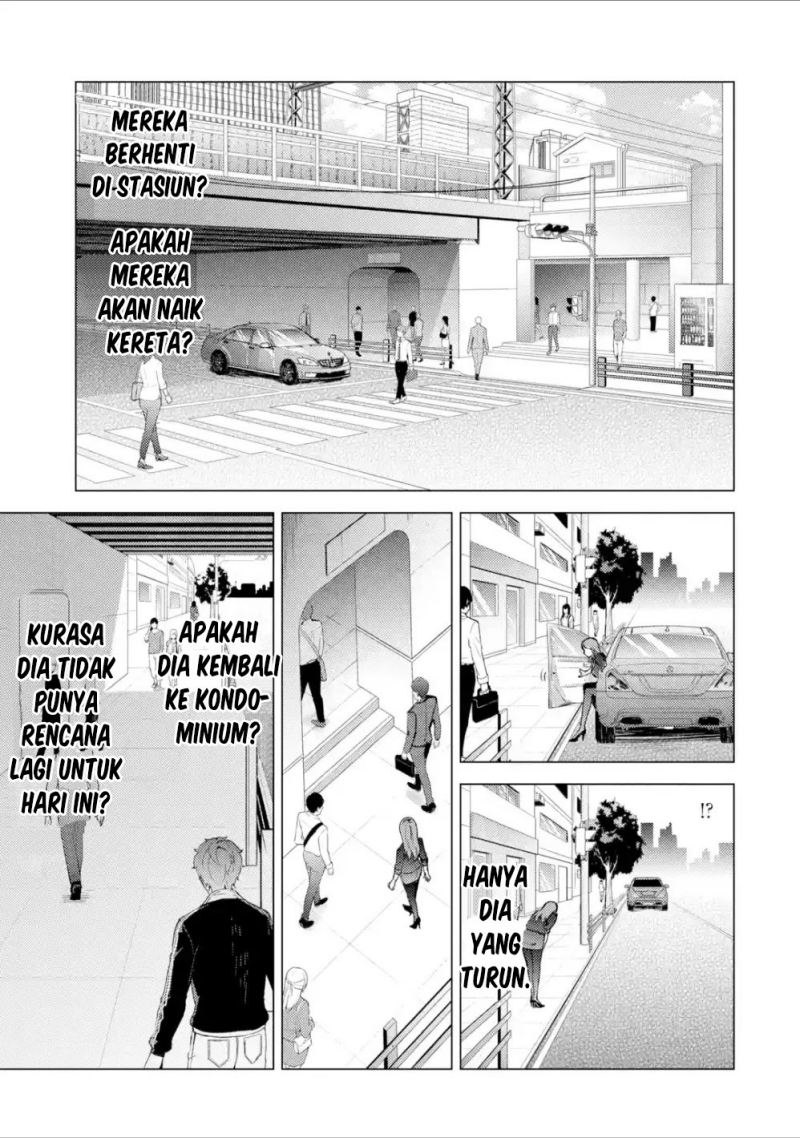 MEREKA
BERHENTI
DI STASIUN?
APAKAH
MEREKA
AKAN NAIK
KERETA?
!?
HANYA
DIA
YANG
TURUN.
APAKAH
DIA KEMBALI
KE KONDO-
MINIUM?
KURASA
DIA TIDAK
PUNYA
RENCANA
LAGI UNTUK
HARI INI?